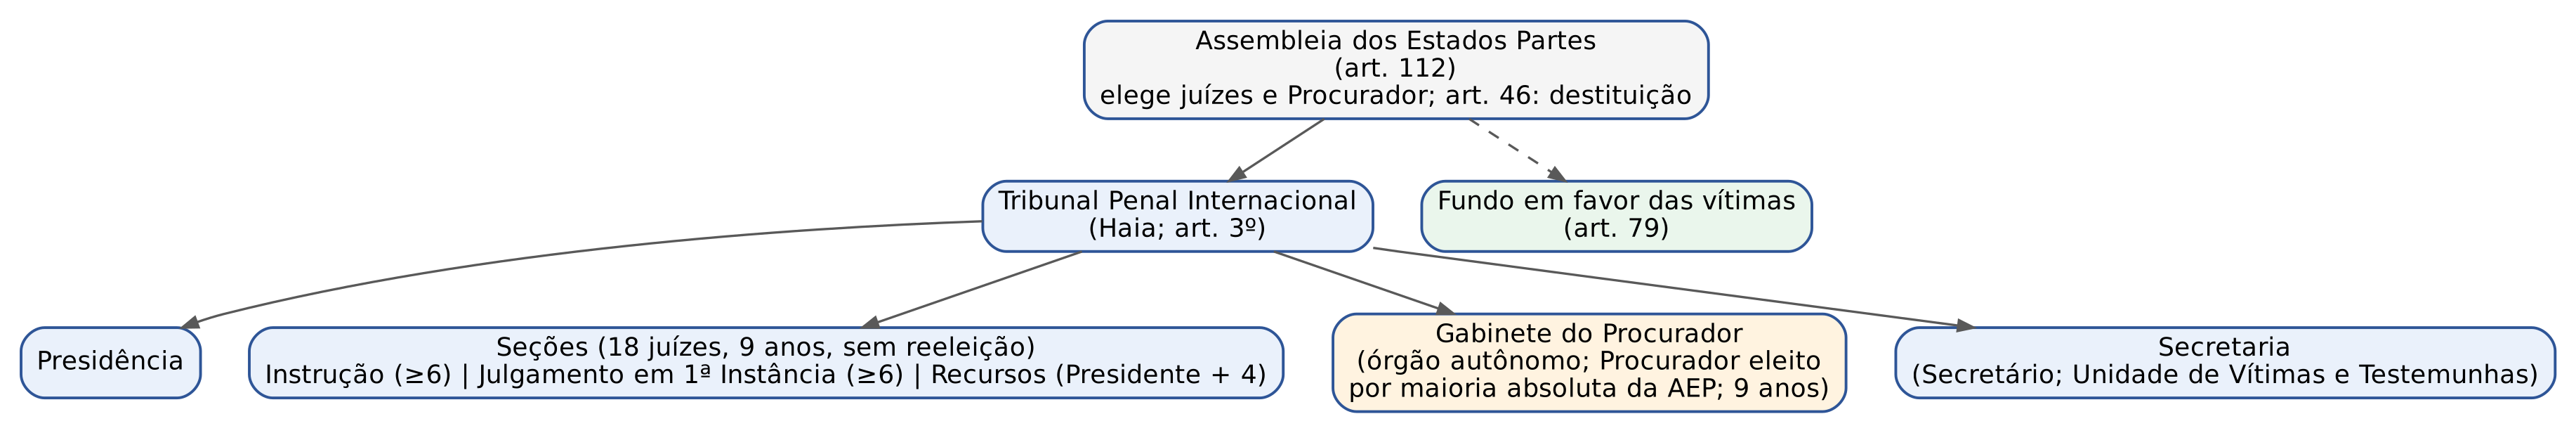 Assembleia dos Estados Partes
(art. 112)
elege juízes e Procurador; art. 46: destituição
Tribunal Penal Internacional
(Haia; art. 3º)
Fundo em favor das vítimas
(art. 79)
Presidência
Seções (18 juízes, 9 anos, sem reeleição)
Instrução (≥6) | Julgamento em 1ª Instância (≥6) | Recursos (Presidente + 4)
Gabinete do Procurador
(órgão autônomo; Procurador eleito
por maioria absoluta da AEP; 9 anos)
Secretaria
(Secretário; Unidade de Vítimas e Testemunhas)